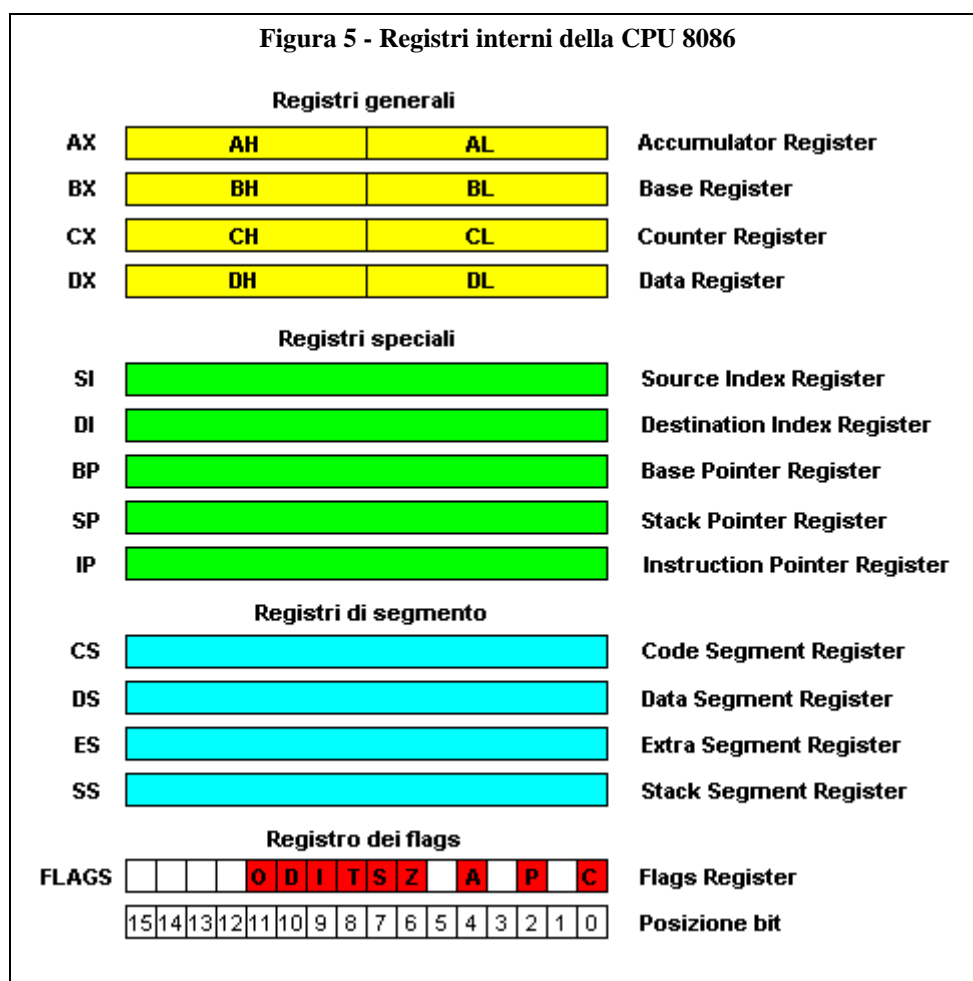 Figura 5 - Registri interni della CPU 8086
Registri generali
AX AH AL Accumulator Register
BX BH BL Base Register
CX CH CL Counter Register
DX DH DL Data Register
Registri speciali
SI Source Index Register
DI Destination Index Register
BP Base Pointer Register
SP Stack Pointer Register
IP Instruction Pointer Register
Registri di segmento
CS Code Segment Register
DS Data Segment Register
ES Extra Segment Register
SS Stack Segment Register
Registro dei flags
FLAGS O D I T S Z A P C Flags Register
15 14 13 12 11 10 9 8 7 6 5 4 3 2 1 0 Posizione bit